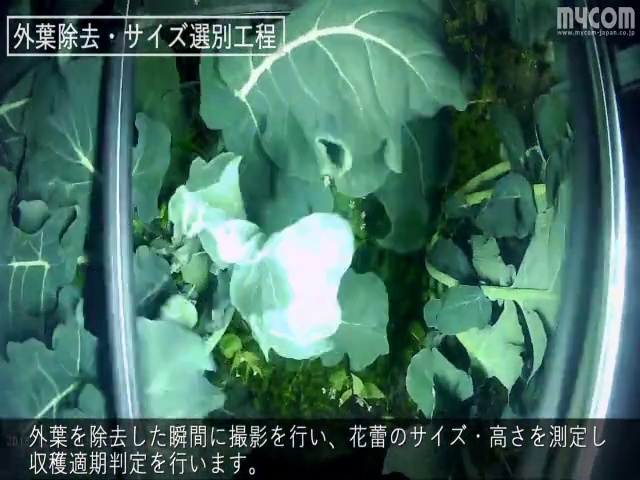 外葉除去・サイズ選別工程
mycom
www.mycom-japan.co.jp
外葉を除去した瞬間に撮影を行い、花蕾のサイズ・高さを測定し
収穫適期判定を行います。